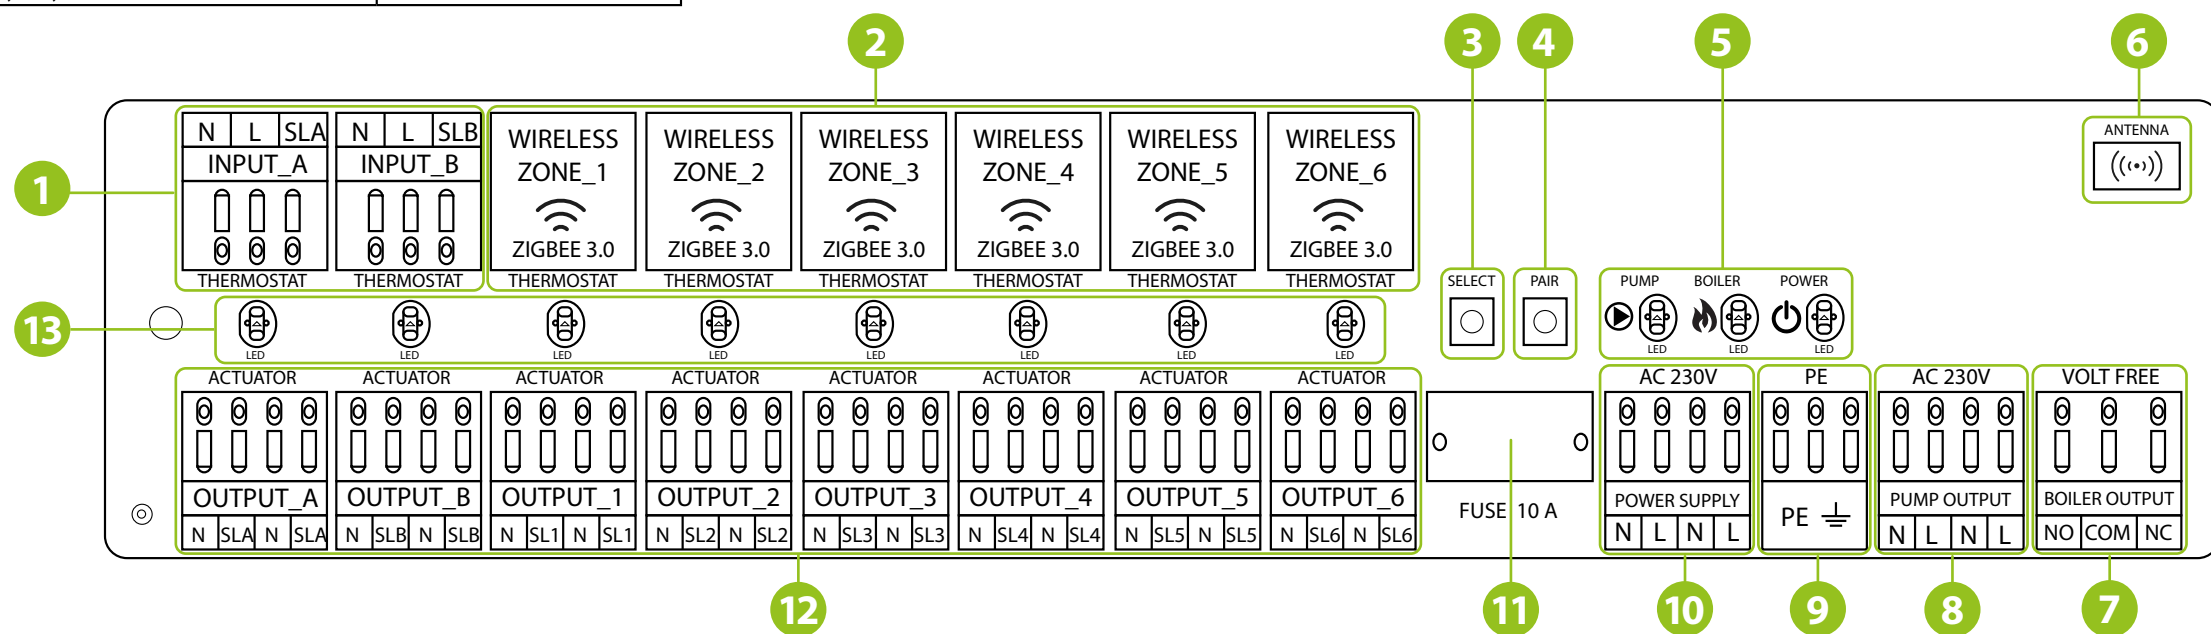 2 3 4 5 6
N L SLA N L SLB
INPUT_A INPUT_B
WIRELESS WIRELESS WIRELESS WIRELESS WIRELESS WIRELESS
ZONE_1 ZONE_2 ZONE_3 ZONE_4 ZONE_5 ZONE_6
ZIGBEE 3.0 ZIGBEE 3.0 ZIGBEE 3.0 ZIGBEE 3.0 ZIGBEE 3.0 ZIGBEE 3.0
ANTENNA
1
THERMOSTAT THERMOSTAT THERMOSTAT THERMOSTAT THERMOSTAT THERMOSTAT THERMOSTAT THERMOSTAT
SELECT PAIR PUMP BOILER POWER
13
LED LED LED LED LED LED LED LED LED LED LED
ACTUATOR ACTUATOR ACTUATOR ACTUATOR ACTUATOR ACTUATOR ACTUATOR ACTUATOR AC 230V PE AC 230V VOLT FREE
OUTPUT_A OUTPUT_B OUTPUT_1 OUTPUT_2 OUTPUT_3 OUTPUT_4 OUTPUT_5 OUTPUT_6 FUSE 10 A POWER SUPPLY PE PUMP OUTPUT BOILER OUTPUT
N SLA N SLA N SLB N SLB N SL1 N SL1 N SL2 N SL2 N SL3 N SL3 N SL4 N SL4 N SL5 N SL5 N SL6 N SL6 N L N L N L N L NO COM NC
12 11 10 9 8 7